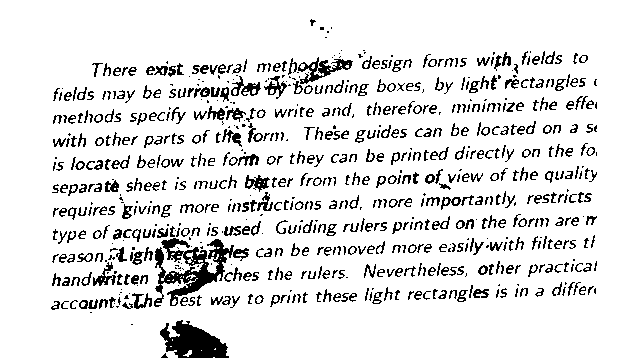 There exist several methods to design forms with fields to
fields may be surrounded by bounding boxes, by light rectangles
methods specify where to write and, therefore, minimize the effe
with other parts of the form. These guides can be located on a se
is located below the form or they can be printed directly on the fo
separate sheet is much better from the point of view of the quality
requires giving more instructions and, more importantly, restricts
type of acquisition is used. Guiding rulers printed on the form are
reason. Light rectangles can be removed more easily with filters th
handwritten text touches the rulers. Nevertheless, other practical
account. The best way to print these light rectangles is in a differe